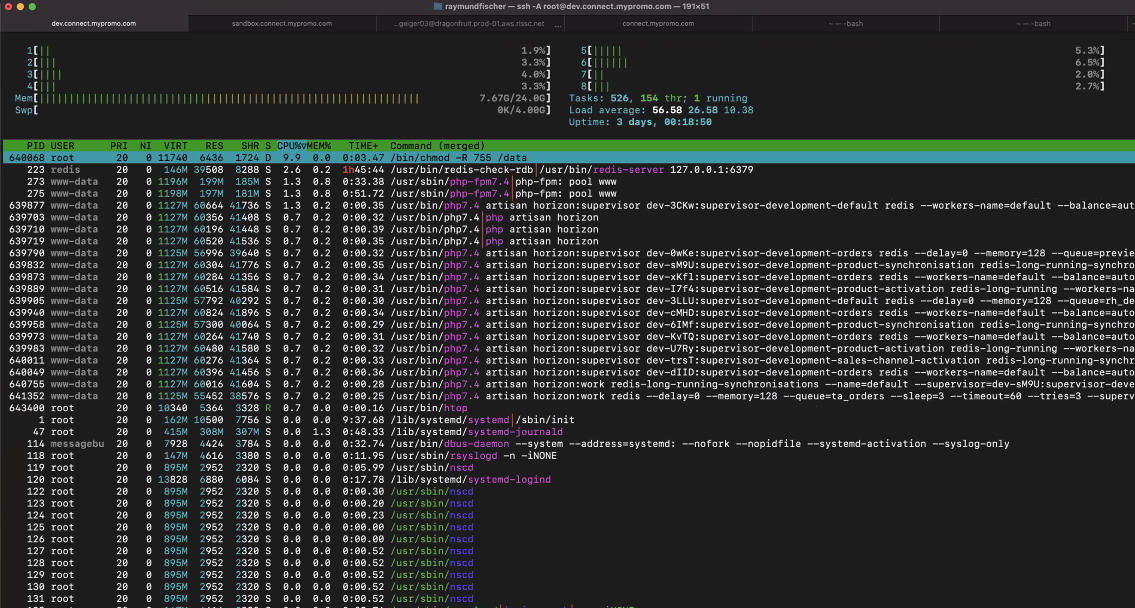 raymundfischer — ssh -A root@dev.connect.mypromo.com — 191×51
dev.connect.mypromo.com sandbox.connect.mypromo.com ...geiger03@dragonfruit.prod-01.aws.rissc.net ... connect.mypromo.com ~ — -bash ~ — -bash
1[|| 1.9%] 5[||||| 5.3%]
2[||| 3.3%] 6[|||||| 6.5%]
3[|||| 4.0%] 7[|| 2.0%]
4[||| 3.3%] 8[||| 2.7%]
Mem[ 7.67G/24.0G] Tasks: 526, 154 thr; 1 running
Swp[ 0K/4.00G] Load average: 56.58 26.58 10.38
Uptime: 3 days, 00:18:50
PID USER PRI NI VIRT RES SHR S CPU%▽MEM% TIME+ Command (merged)
640068 root 20 0 11740 6436 1724 D 9.9 0.0 0:03.47 /bin/chmod -R 755 /data
223 redis 20 0 146M 39508 8288 S 2.6 0.2 1h45:44 /usr/bin/redis-check-rdb│/usr/bin/redis-server 127.0.0.1:6379
273 www-data 20 0 1196M 199M 185M S 1.3 0.8 0:33.38 /usr/sbin/php-fpm7.4│php-fpm: pool www
275 www-data 20 0 1198M 197M 181M S 1.3 0.8 0:51.72 /usr/sbin/php-fpm7.4│php-fpm: pool www
639877 www-data 20 0 1127M 60664 41736 S 1.3 0.2 0:00.35 /usr/bin/php7.4 artisan horizon:supervisor dev-3CKw:supervisor-development-default redis --workers-name=default --balance=auto
639703 www-data 20 0 1127M 60356 41408 S 0.7 0.2 0:00.32 /usr/bin/php7.4│php artisan horizon
639710 www-data 20 0 1127M 60196 41448 S 0.7 0.2 0:00.39 /usr/bin/php7.4│php artisan horizon
639719 www-data 20 0 1127M 60520 41536 S 0.7 0.2 0:00.35 /usr/bin/php7.4│php artisan horizon
639790 www-data 20 0 1125M 56996 39640 S 0.7 0.2 0:00.32 /usr/bin/php7.4 artisan horizon:supervisor dev-0wKe:supervisor-development-orders redis --delay=0 --memory=128 --queue=previe
639832 www-data 20 0 1127M 60304 41776 S 0.7 0.2 0:00.35 /usr/bin/php7.4 artisan horizon:supervisor dev-sM9U:supervisor-development-product-synchronisation redis-long-running-synchro
639873 www-data 20 0 1127M 60284 41356 S 0.7 0.2 0:00.34 /usr/bin/php7.4 artisan horizon:supervisor dev-xKfl:supervisor-development-orders redis --workers-name=default --balance=auto
639889 www-data 20 0 1127M 60516 41584 S 0.7 0.2 0:00.31 /usr/bin/php7.4 artisan horizon:supervisor dev-I7f4:supervisor-development-product-activation redis-long-running --workers-na
639905 www-data 20 0 1125M 57792 40292 S 0.7 0.2 0:00.30 /usr/bin/php7.4 artisan horizon:supervisor dev-3LLU:supervisor-development-default redis --delay=0 --memory=128 --queue=rh_de
639940 www-data 20 0 1127M 60824 41896 S 0.7 0.2 0:00.34 /usr/bin/php7.4 artisan horizon:supervisor dev-cMHD:supervisor-development-orders redis --workers-name=default --balance=auto
639958 www-data 20 0 1125M 57300 40064 S 0.7 0.2 0:00.29 /usr/bin/php7.4 artisan horizon:supervisor dev-6IMf:supervisor-development-product-synchronisation redis-long-running-synchro
639973 www-data 20 0 1127M 60264 41740 S 0.7 0.2 0:00.31 /usr/bin/php7.4 artisan horizon:supervisor dev-KvTQ:supervisor-development-orders redis --workers-name=default --balance=auto
639983 www-data 20 0 1127M 60480 41580 S 0.7 0.2 0:00.32 /usr/bin/php7.4 artisan horizon:supervisor dev-U7Ry:supervisor-development-product-activation redis-long-running --workers-na
640011 www-data 20 0 1127M 60276 41364 S 0.7 0.2 0:00.33 /usr/bin/php7.4 artisan horizon:supervisor dev-trsT:supervisor-development-sales-channel-activation redis-long-running-synchr
640049 www-data 20 0 1127M 60396 41456 S 0.7 0.2 0:00.36 /usr/bin/php7.4 artisan horizon:supervisor dev-dIID:supervisor-development-orders redis --workers-name=default --balance=auto
640755 www-data 20 0 1127M 60016 41604 S 0.7 0.2 0:00.28 /usr/bin/php7.4 artisan horizon:work redis-long-running-synchronisations --name=default --supervisor=dev-sM9U:supervisor-deve
641352 www-data 20 0 1125M 55452 38576 S 0.7 0.2 0:00.25 /usr/bin/php7.4 artisan horizon:work redis --delay=0 --memory=128 --queue=ta_orders --sleep=3 --timeout=60 --tries=3 --superv
643400 root 20 0 10340 5364 3328 R 0.7 0.0 0:00.16 /usr/bin/htop
1 root 20 0 162M 10500 7756 S 0.0 0.0 9:37.68 /lib/systemd/systemd│/sbin/init
47 root 20 0 415M 308M 307M S 0.0 1.3 0:48.33 /lib/systemd/systemd-journald
114 messagebu 20 0 7928 4424 3784 S 0.0 0.0 0:32.74 /usr/bin/dbus-daemon --system --address=systemd: --nofork --nopidfile --systemd-activation --syslog-only
118 root 20 0 147M 4616 3380 S 0.0 0.0 0:11.95 /usr/sbin/rsyslogd -n -iNONE
119 root 20 0 895M 2952 2320 S 0.0 0.0 0:05.99 /usr/sbin/nscd
120 root 20 0 13828 6880 6084 S 0.0 0.0 0:17.78 /lib/systemd/systemd-logind
122 root 20 0 895M 2952 2320 S 0.0 0.0 0:00.30 /usr/sbin/nscd
123 root 20 0 895M 2952 2320 S 0.0 0.0 0:00.20 /usr/sbin/nscd
124 root 20 0 895M 2952 2320 S 0.0 0.0 0:00.23 /usr/sbin/nscd
125 root 20 0 895M 2952 2320 S 0.0 0.0 0:00.00 /usr/sbin/nscd
126 root 20 0 895M 2952 2320 S 0.0 0.0 0:00.00 /usr/sbin/nscd
127 root 20 0 895M 2952 2320 S 0.0 0.0 0:00.52 /usr/sbin/nscd
128 root 20 0 895M 2952 2320 S 0.0 0.0 0:00.52 /usr/sbin/nscd
129 root 20 0 895M 2952 2320 S 0.0 0.0 0:00.52 /usr/sbin/nscd
130 root 20 0 895M 2952 2320 S 0.0 0.0 0:00.52 /usr/sbin/nscd
131 root 20 0 895M 2952 2320 S 0.0 0.0 0:00.52 /usr/sbin/nscd